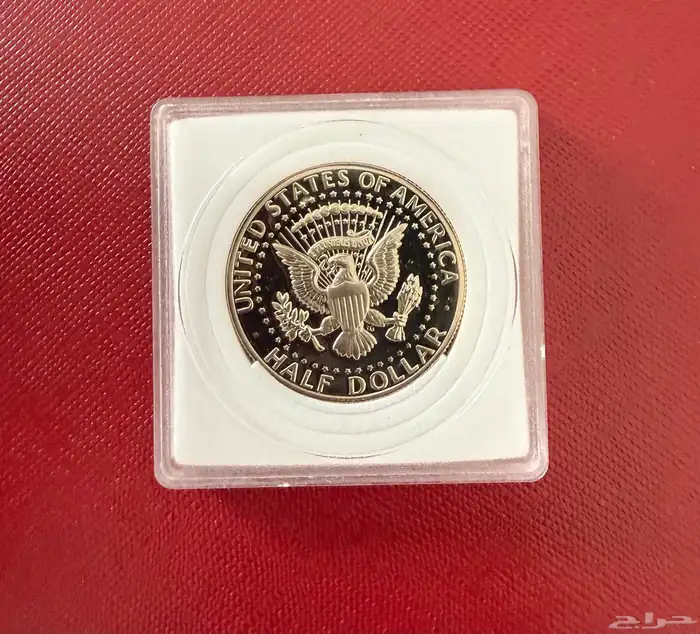 UNITED STATES OF AMERICA
HALF DOLLAR
حراج